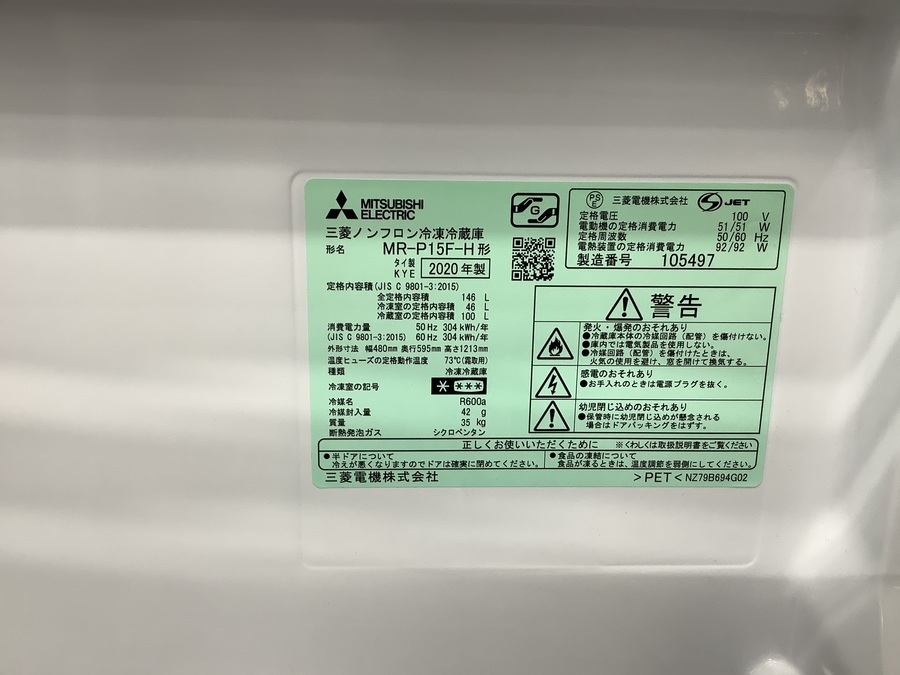 MITSUBISHI
ELECTRIC
G
三菱ノンフロン冷凍冷蔵庫
形名 MR-P15F-H形
タイ製
KYE 2020年製
PSE 三菱電機株式会社 JET
定格電圧 100 V
電動機の定格消費電力 51/51 W
定格周波数 50/60 Hz
電熱装置の定格消費電力 92/92 W
製造番号 105497
定格内容積(JIS C 9801-3:2015)
全定格内容積 146 L
冷凍室の定格内容積 46 L
冷蔵室の定格内容積 100 L
消費電力量 50 Hz 304 kWh/年
(JIS C 9801-3:2015) 60 Hz 304 kWh/年
外形寸法 幅480mm 奥行595mm 高さ1213mm
温度ヒューズの定格動作温度 73℃(霜取用)
種類 冷凍冷蔵庫
冷凍室の記号 ****
冷媒名 R600a
冷媒封入量 42 g
質量 35 kg
断熱発泡ガス シクロペンタン
警告
発火・爆発のおそれあり
●冷蔵庫本体の冷媒回路(配管)を傷付けない。
●庫内では電気製品を使用しない。
●冷媒回路(配管)を傷付けたときは、
火気の使用を避け、窓を開けて換気する。
感電のおそれあり
●お手入れのときは電源プラグを抜く。
幼児閉じ込めのおそれあり
●保管時に幼児閉じ込めが懸念される
場合はドアパッキングをはずす。
正しくお使いいただくために ※くわしくは取扱説明書をご覧ください
●半ドアについて
冷えが悪くなりますのでドアは確実に閉めてください。
●食品の凍結について
食品が凍るときは、温度調節を弱側にしてください。
三菱電機株式会社 >PET< NZ79B694G02